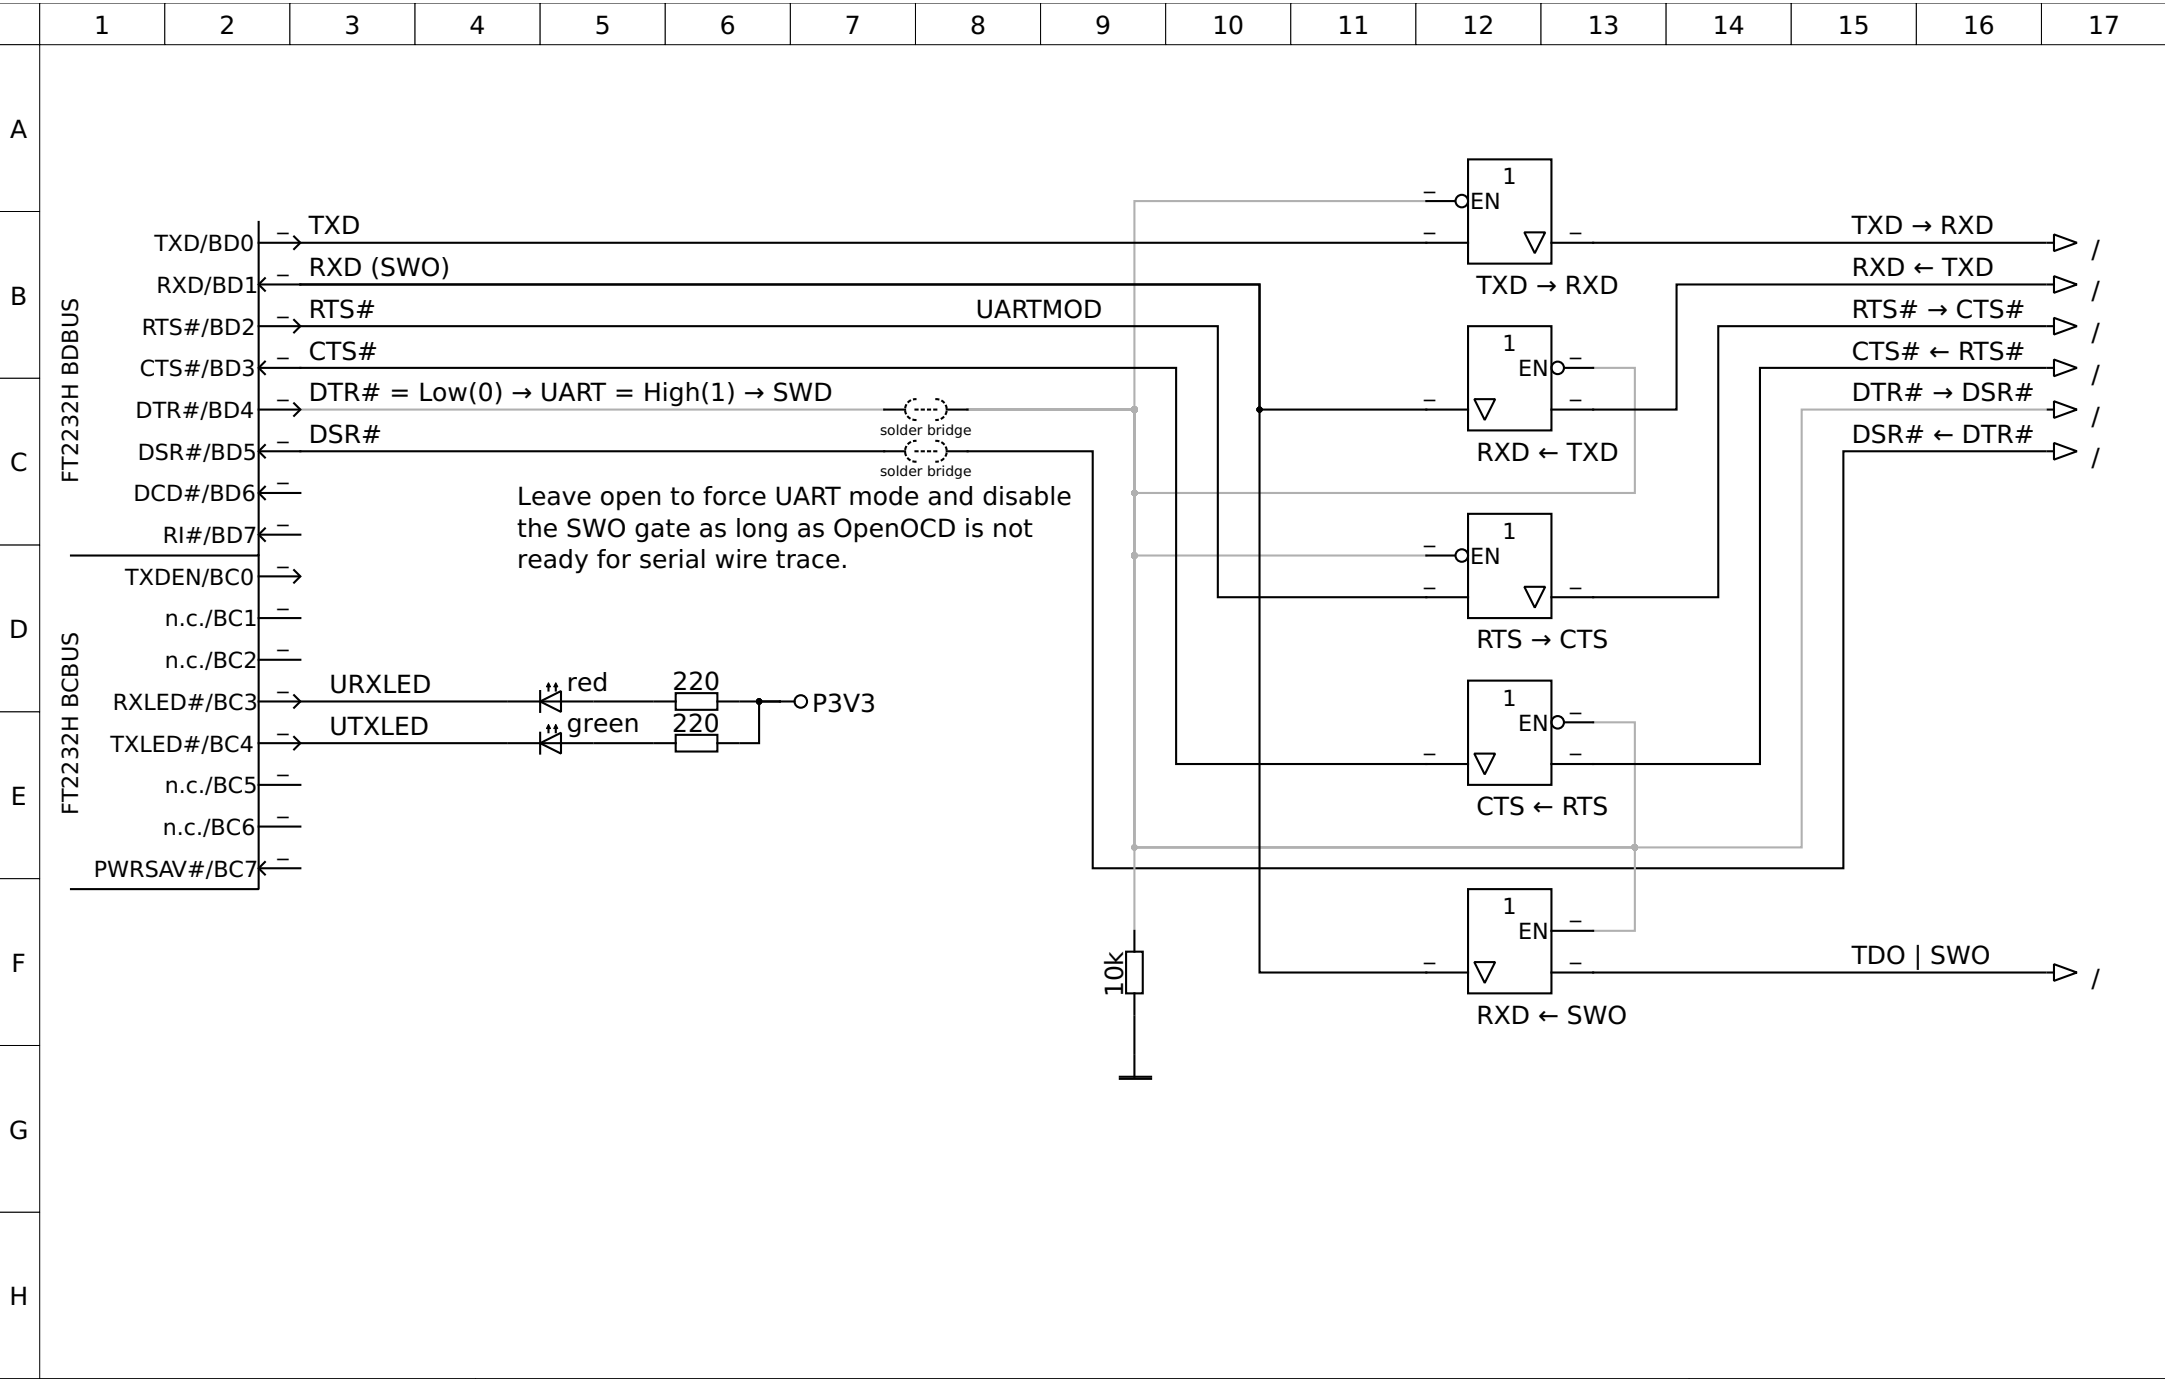 1 2 3 4 5 6 7 8 9 10 11 12 13 14 15 16 17
A
1
EN
TXD/BD0 – TXD – – TXD → RXD /
TXD → RXD
B
RXD/BD1 – RXD (SWO) RXD ← TXD /
RTS#/BD2 – RTS# UARTMOD RTS# → CTS# /
1
EN –
CTS#/BD3 – CTS# CTS# ← RTS# /
DTR#/BD4 – DTR# = Low(0) → UART = High(1) → SWD – – DTR# → DSR# /
solder bridge
DSR#/BD5 – DSR# DSR# ← DTR# /
RXD ← TXD
C
solder bridge
DCD#/BD6 –
RI#/BD7 –
FT2232H BDBUS
Leave open to force UART mode and disable
the SWO gate as long as OpenOCD is not
ready for serial wire trace.
1
– EN
– –
RTS → CTS
TXDEN/BC0 –
n.c./BC1 –
D
n.c./BC2 –
RXLED#/BC3 – URXLED red 220 P3V3
TXLED#/BC4 – UTXLED green 220
n.c./BC5 –
E
n.c./BC6 –
PWRSAV#/BC7 –
FT2232H BCBUS
1
EN –
– –
CTS ← RTS
1
EN –
F
10k
– – TDO | SWO /
RXD ← SWO
G
H